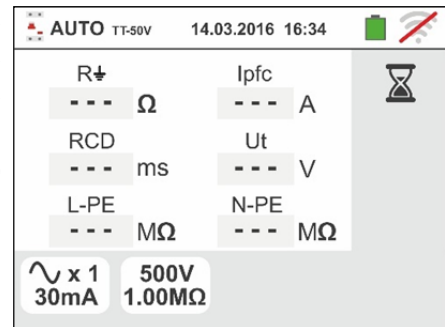 AUTO TT-50V 14.03.2016 16:34
R⏚ Ipfc
--- Ω --- A
RCD Ut
--- ms --- V
L-PE N-PE
--- MΩ --- MΩ
∿ x 1 500V
30mA 1.00MΩ